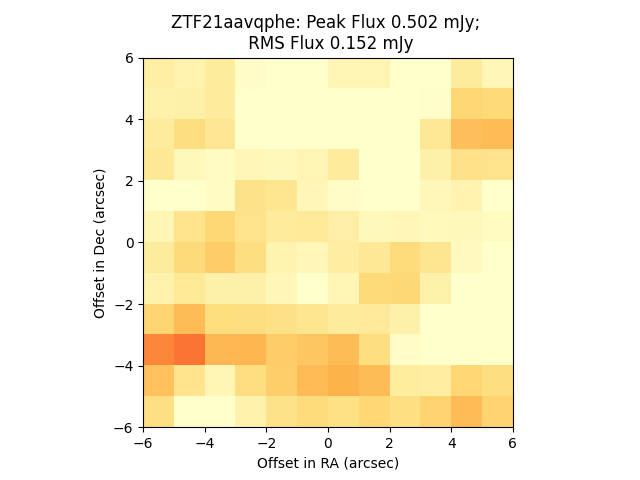 ZTF21aavqphe: Peak Flux 0.502 mJy;
RMS Flux 0.152 mJy
6
4
2
0
−2
−4
−6
Offset in Dec (arcsec)
−6 −4 −2 0 2 4 6
Offset in RA (arcsec)